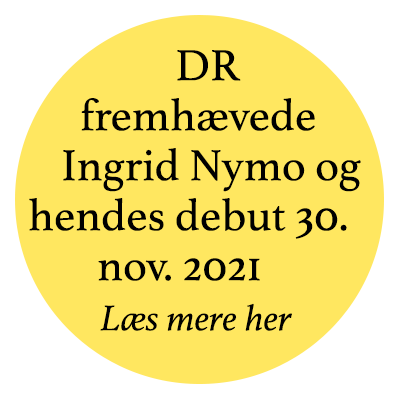 DR
fremhævede
Ingrid Nymo og
hendes debut 30.
nov. 2021
Læs mere her